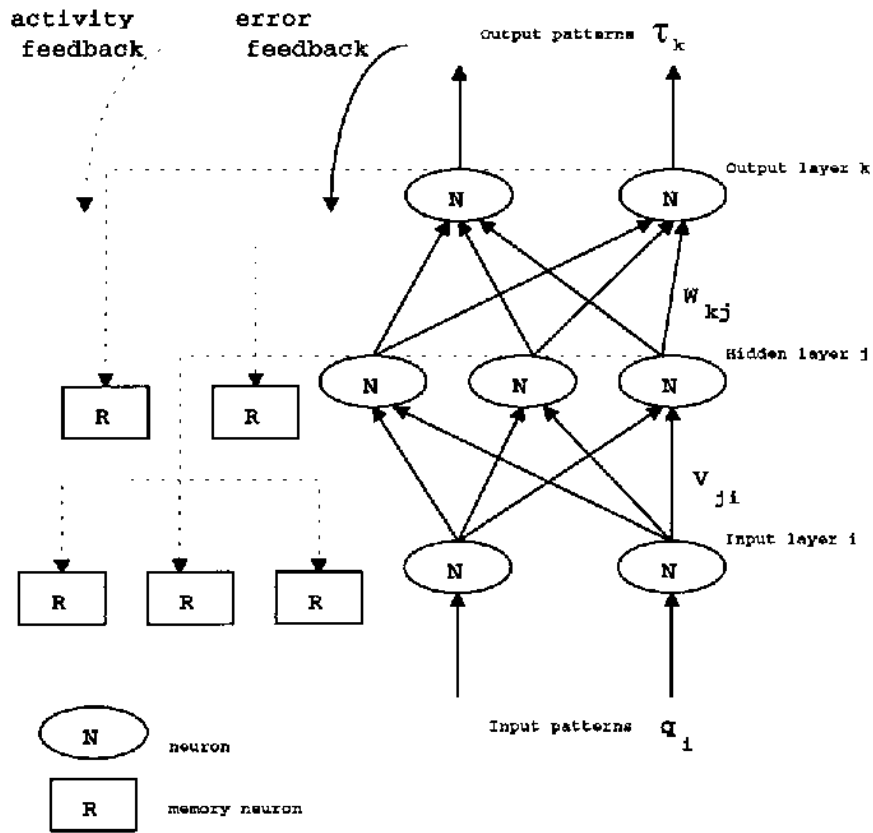 activity
feedback
error
feedback
Output patterns τk
Output layer k
N N
Wkj
Hidden layer j
N N N
R R
Vji
Input layer i
N N
R R R
Input patterns qi
N neuron
R memory neuron